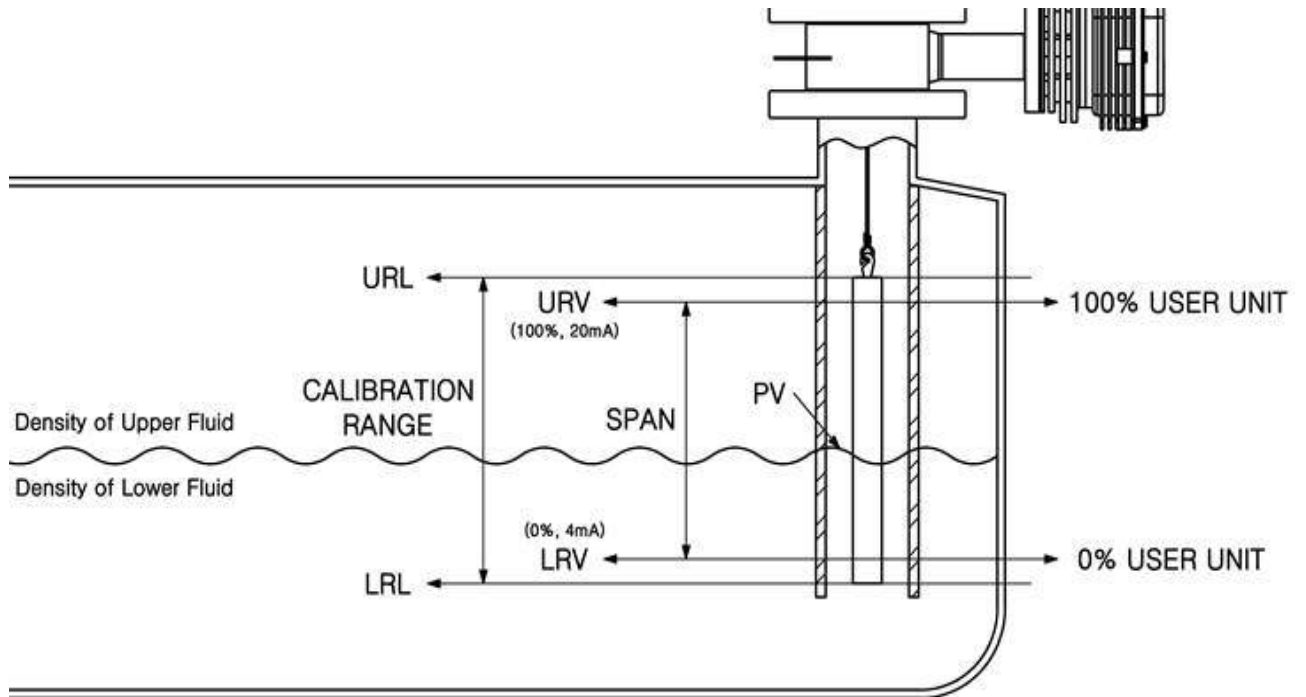 URL
URV
100% USER UNIT
(100%, 20mA)
CALIBRATION
RANGE
SPAN
PV
Density of Upper Fluid
Density of Lower Fluid
(0%, 4mA)
LRV
0% USER UNIT
LRL